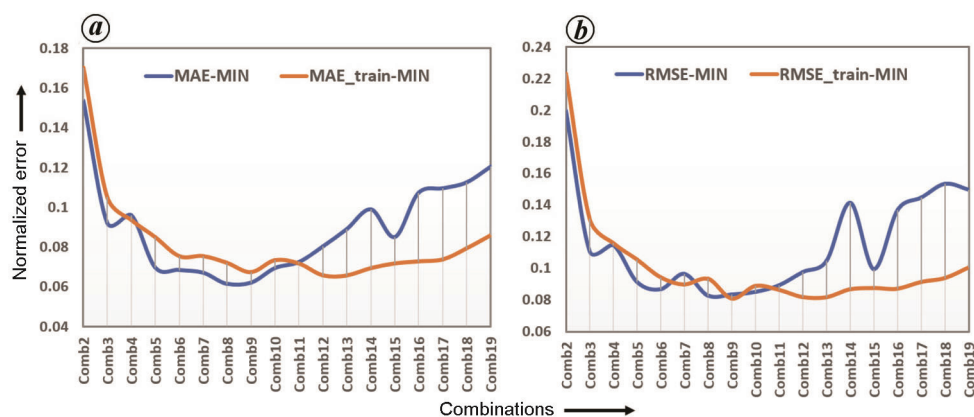 a
b
0.18
0.16
0.14
0.12
0.1
0.08
0.06
0.04
MAE-MIN
MAE_train-MIN
Normalized error
Comb2
Comb3
Comb4
Comb5
Comb6
Comb7
Comb8
Comb9
Comb10
Comb11
Comb12
Comb13
Comb14
Comb15
Comb16
Comb17
Comb18
Comb19
0.24
0.22
0.2
0.18
0.16
0.14
0.12
0.1
0.08
0.06
RMSE-MIN
RMSE_train-MIN
Comb2
Comb3
Comb4
Comb5
Comb6
Comb7
Comb8
Comb9
Comb10
Comb11
Comb12
Comb13
Comb14
Comb15
Comb16
Comb17
Comb18
Comb19
Combinations